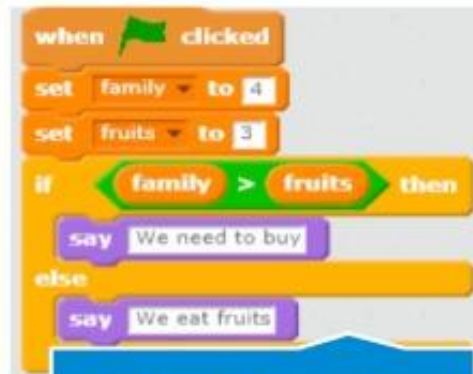 when clicked
set family to 4
set fruits to 3
if family > fruits then
say We need to buy
else
say We eat fruits